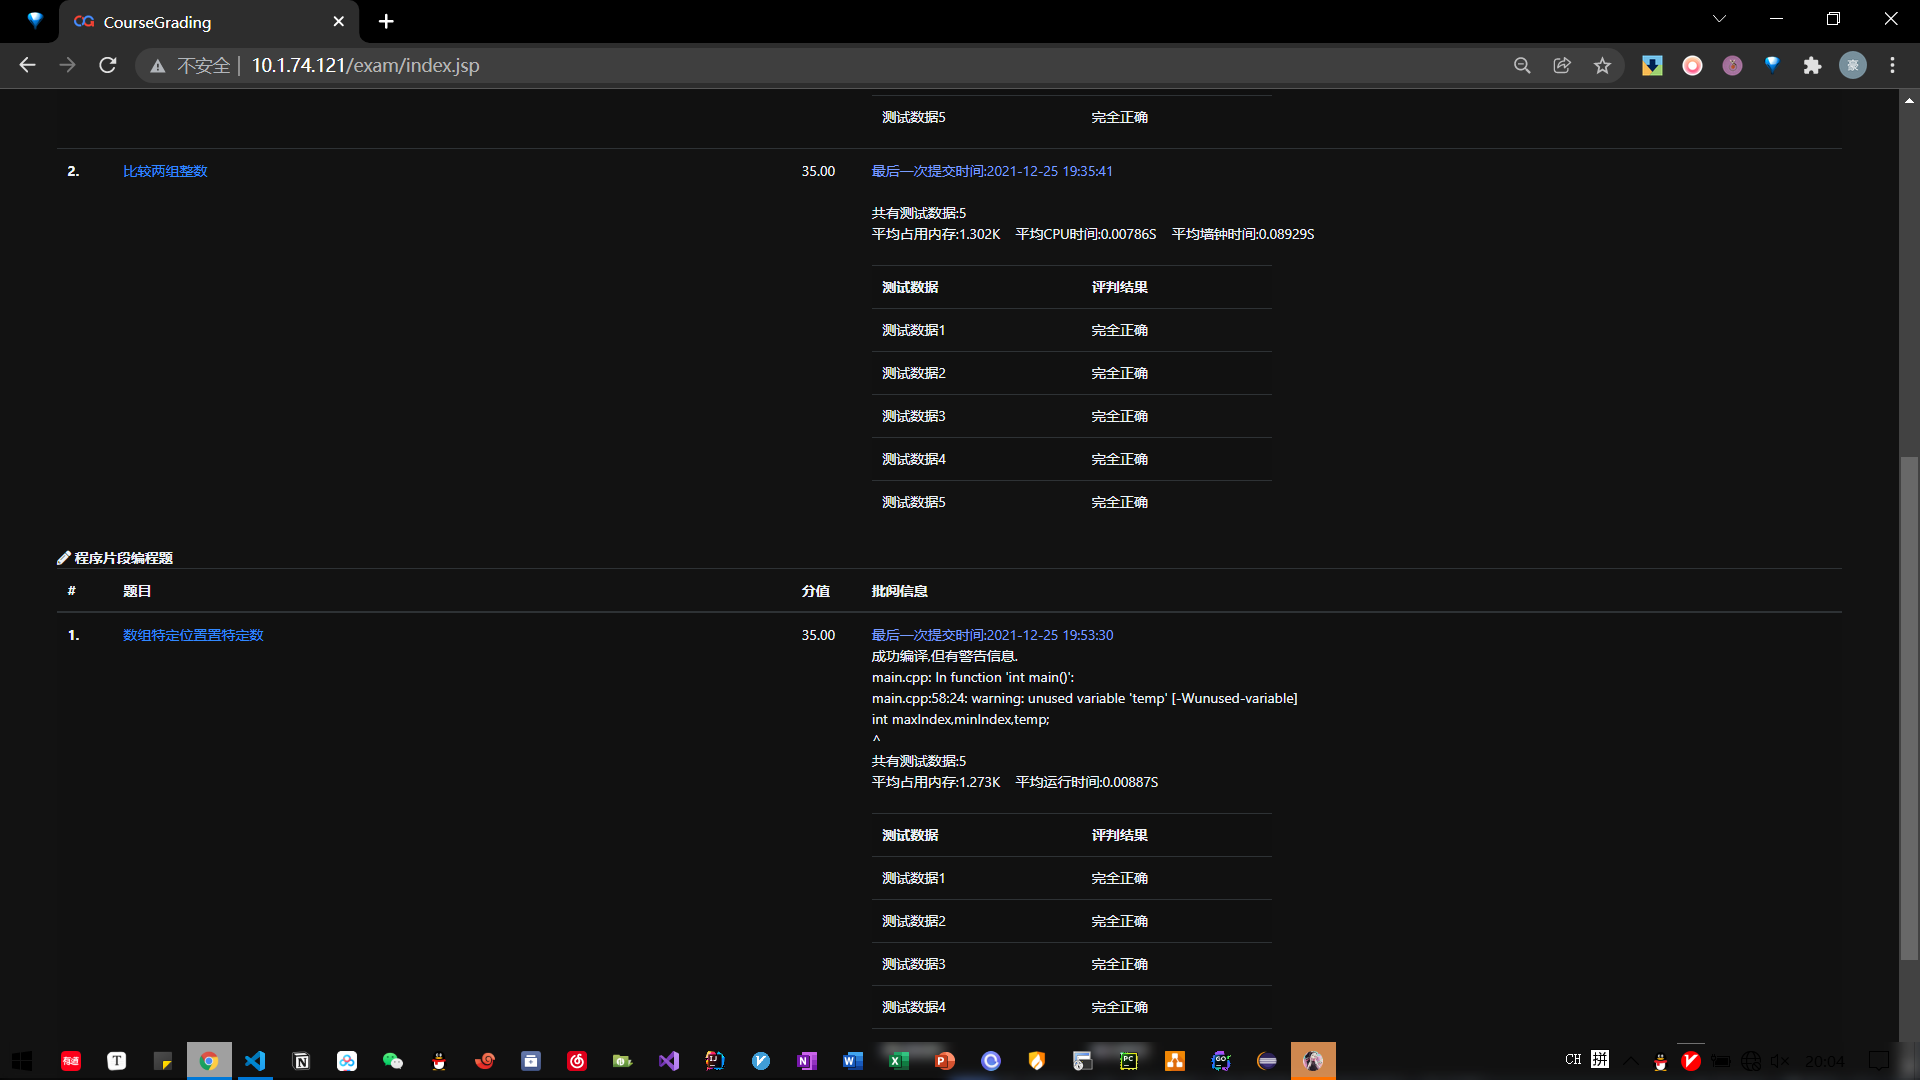 CourseGrading
不安全 | 10.1.74.121/exam/index.jsp
豪
测试数据5 完全正确
2. 比较两组整数 35.00 最后一次提交时间:2021-12-25 19:35:41
共有测试数据:5
平均占用内存:1.302K 平均CPU时间:0.00786S 平均墙钟时间:0.08929S
测试数据 评判结果
测试数据1 完全正确
测试数据2 完全正确
测试数据3 完全正确
测试数据4 完全正确
测试数据5 完全正确
程序片段编程题
# 题目 分值 批阅信息
1. 数组特定位置置特定数 35.00 最后一次提交时间:2021-12-25 19:53:30
成功编译,但有警告信息.
main.cpp: In function 'int main()':
main.cpp:58:24: warning: unused variable 'temp' [-Wunused-variable]
int maxIndex,minIndex,temp;
^
共有测试数据:5
平均占用内存:1.273K 平均运行时间:0.00887S
测试数据 评判结果
测试数据1 完全正确
测试数据2 完全正确
测试数据3 完全正确
测试数据4 完全正确
有道 CH 拼 20:04